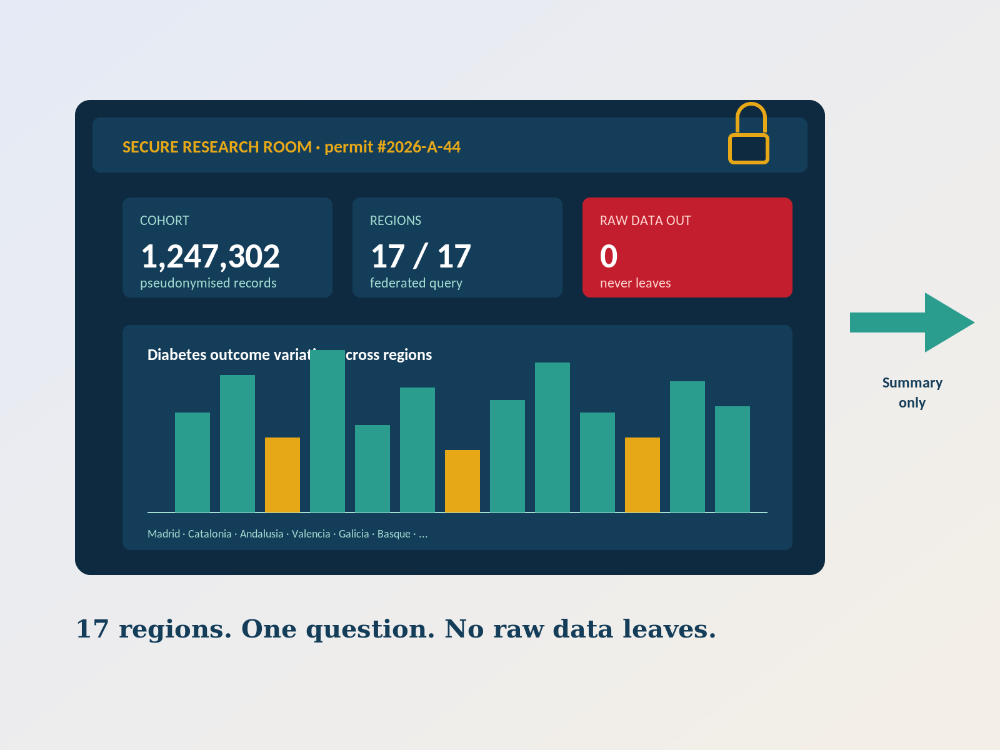 SECURE RESEARCH ROOM · permit #2026-A-44
COHORT
1,247,302
pseudonymised records
REGIONS
17 / 17
federated query
RAW DATA OUT
0
never leaves
Diabetes outcome cross regions
Madrid · Catalonia · Andalusia · Valencia · Galicia · Basque · ...
Summary
only
17 regions. One question. No raw data leaves.